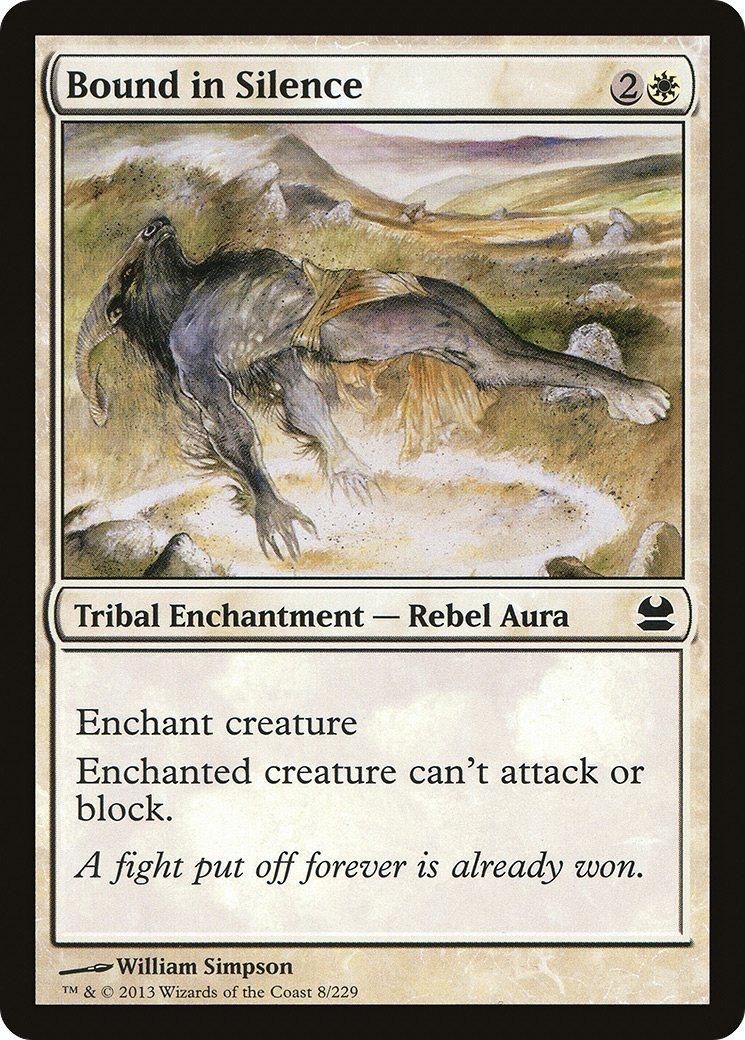 Bound in Silence 2
Tribal Enchantment — Rebel Aura
Enchant creature
Enchanted creature can't attack or
block.
A fight put off forever is already won.
William Simpson
™ & © 2013 Wizards of the Coast 8/229